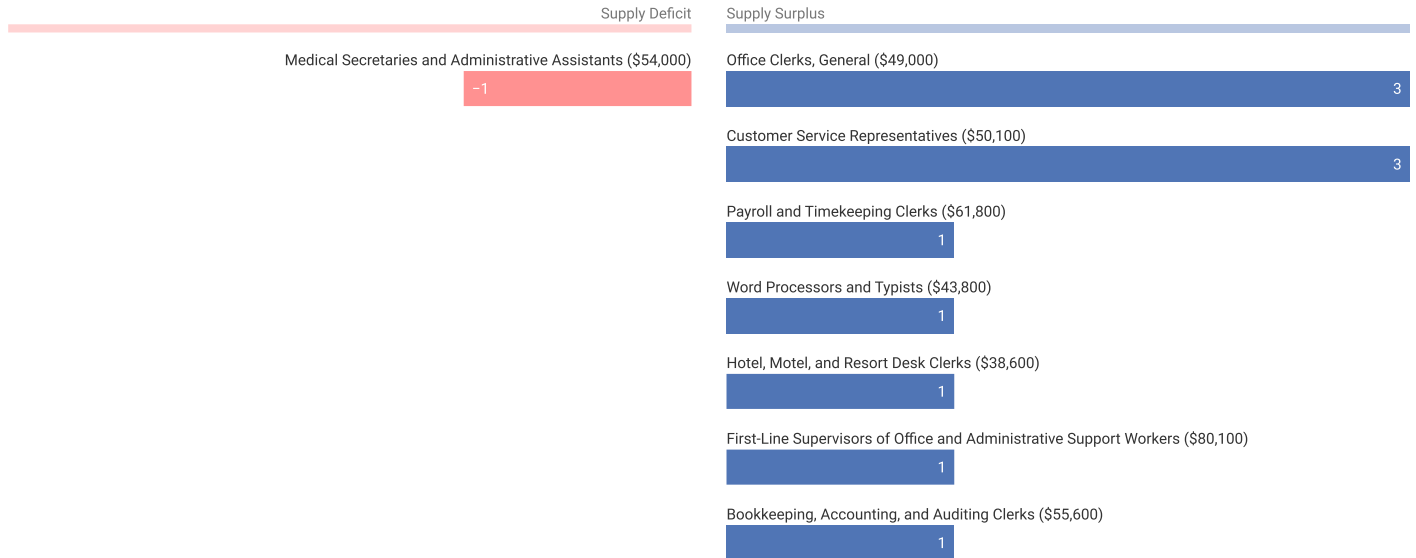 Supply Deficit
Supply Surplus
Medical Secretaries and Administrative Assistants ($54,000)
−1
Office Clerks, General ($49,000)
3
Customer Service Representatives ($50,100)
3
Payroll and Timekeeping Clerks ($61,800)
1
Word Processors and Typists ($43,800)
1
Hotel, Motel, and Resort Desk Clerks ($38,600)
1
First-Line Supervisors of Office and Administrative Support Workers ($80,100)
1
Bookkeeping, Accounting, and Auditing Clerks ($55,600)
1